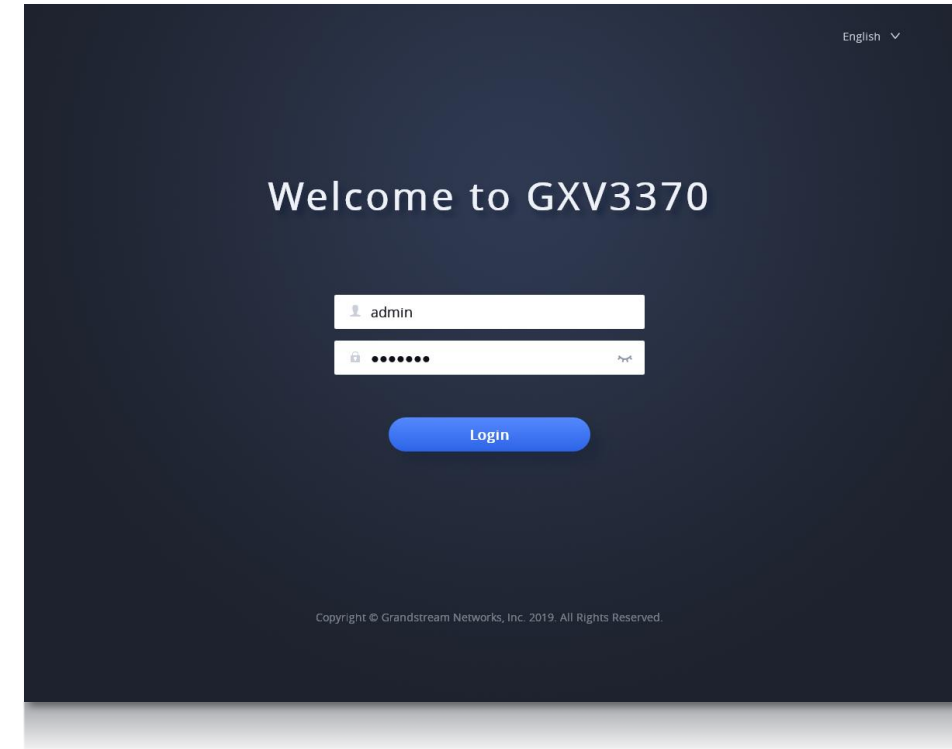 English
Welcome to GXV3370
admin
•••••••
Login
Copyright © Grandstream Networks, Inc. 2019. All Rights Reserved.